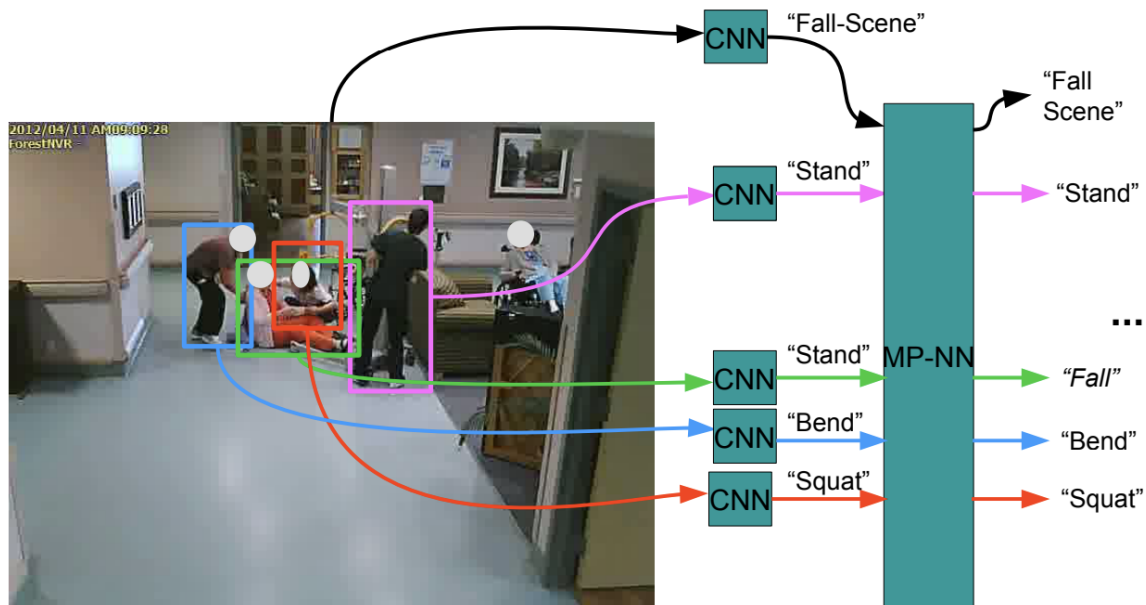 CNN
“Fall-Scene”
“Fall
Scene”
2012/04/11 AM09:09:28
ForestNVR
CNN
“Stand”
“Stand”
...
CNN
“Stand”
MP-NN
“Fall”
CNN
“Bend”
“Bend”
CNN
“Squat”
“Squat”